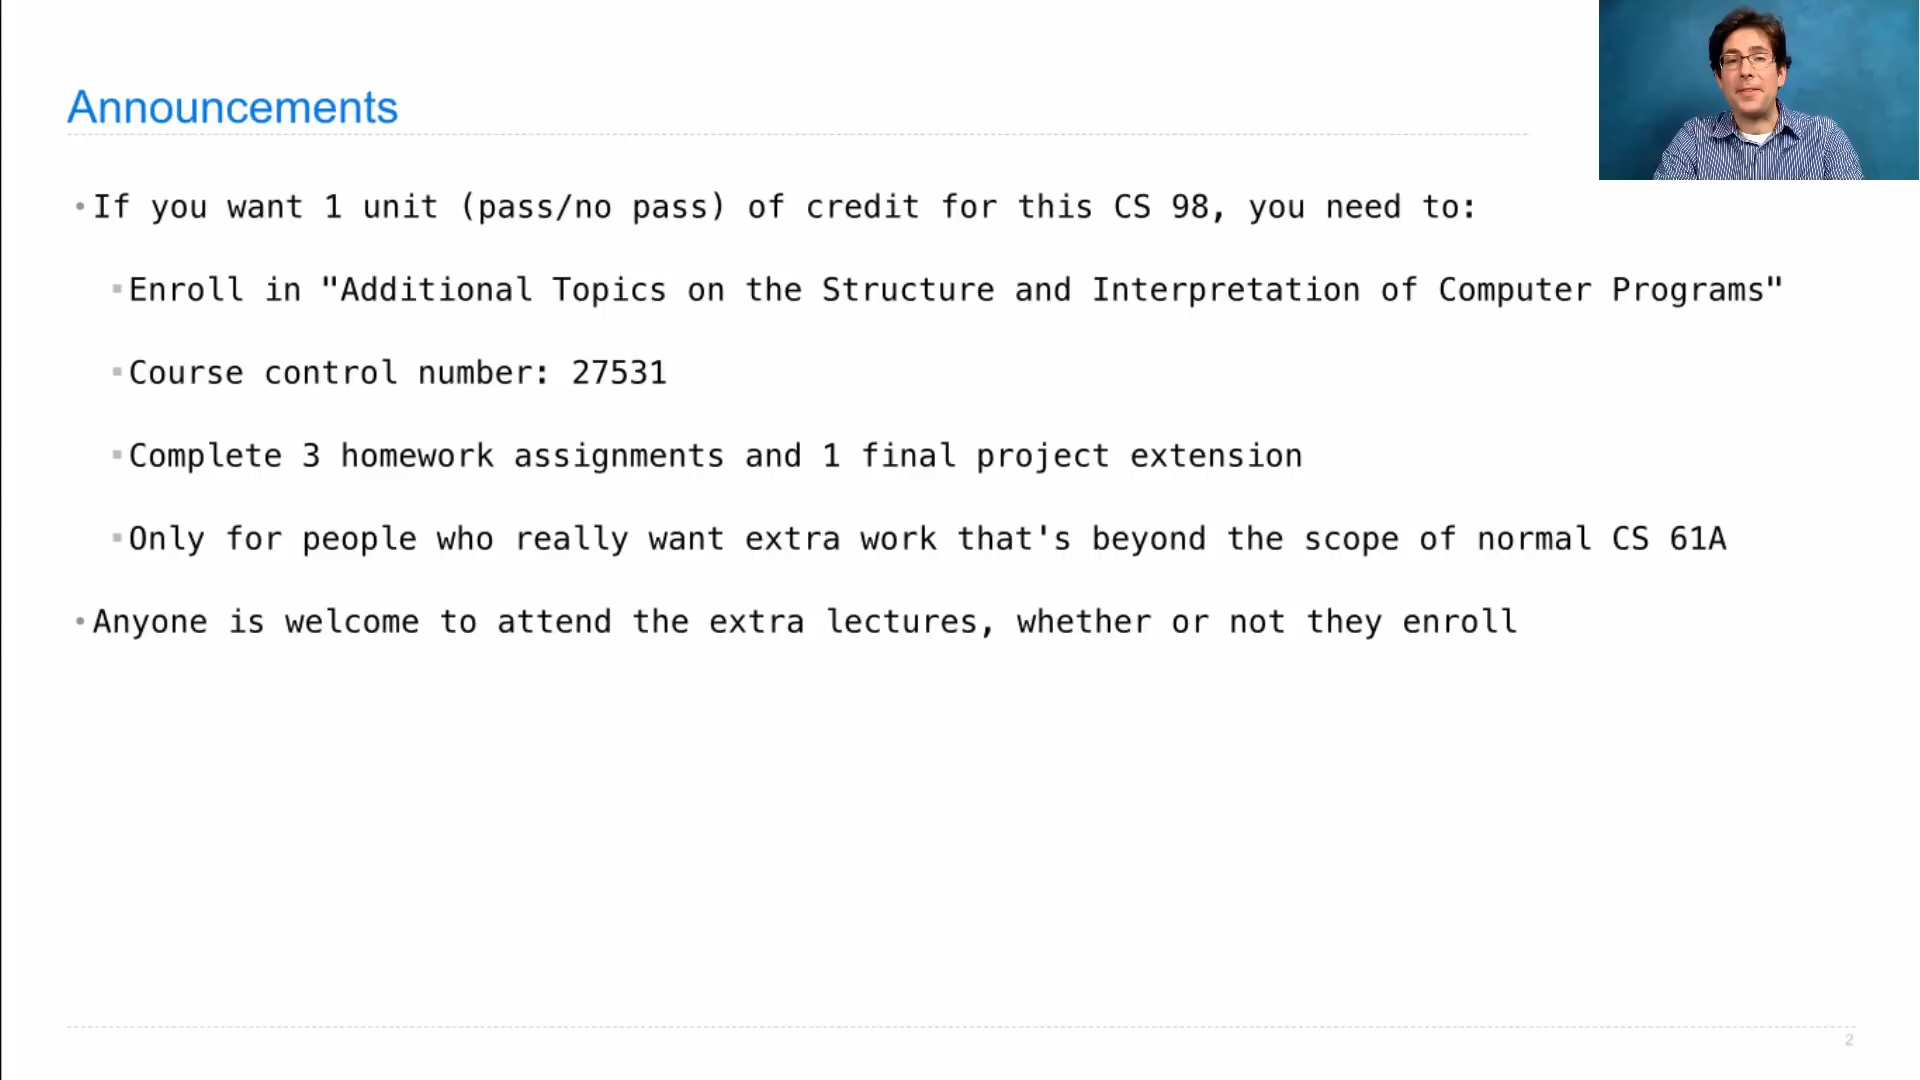 Announcements
•If you want 1 unit (pass/no pass) of credit for this CS 98, you need to:
▪Enroll in "Additional Topics on the Structure and Interpretation of Computer Programs"
▪Course control number: 27531
▪Complete 3 homework assignments and 1 final project extension
▪Only for people who really want extra work that's beyond the scope of normal CS 61A
•Anyone is welcome to attend the extra lectures, whether or not they enroll
2